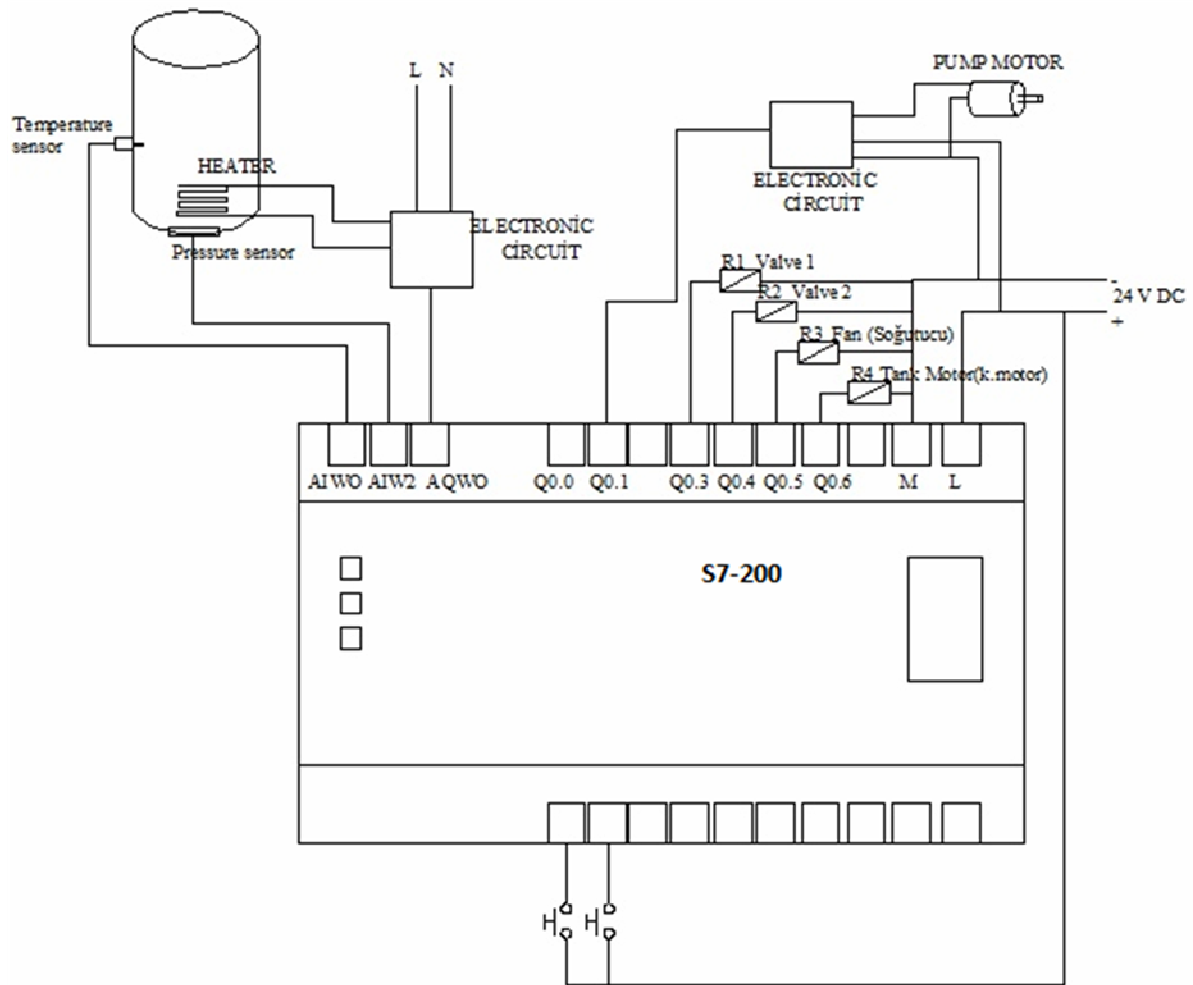 L N
PUMP MOTOR
Temperature
sensor
HEATER
ELECTRONİC
CİRCUİT
ELECTRONİC
CİRCUİT
Pressure sensor
R1 Valve 1
R2 Valve 2
-
24 V DC
+
R3 Fan (Soğutucu)
R4 Tank Motor(k.motor)
AIWO AIW2 AQWO Q0.0 Q0.1 Q0.3 Q0.4 Q0.5 Q0.6 M L
S7-200